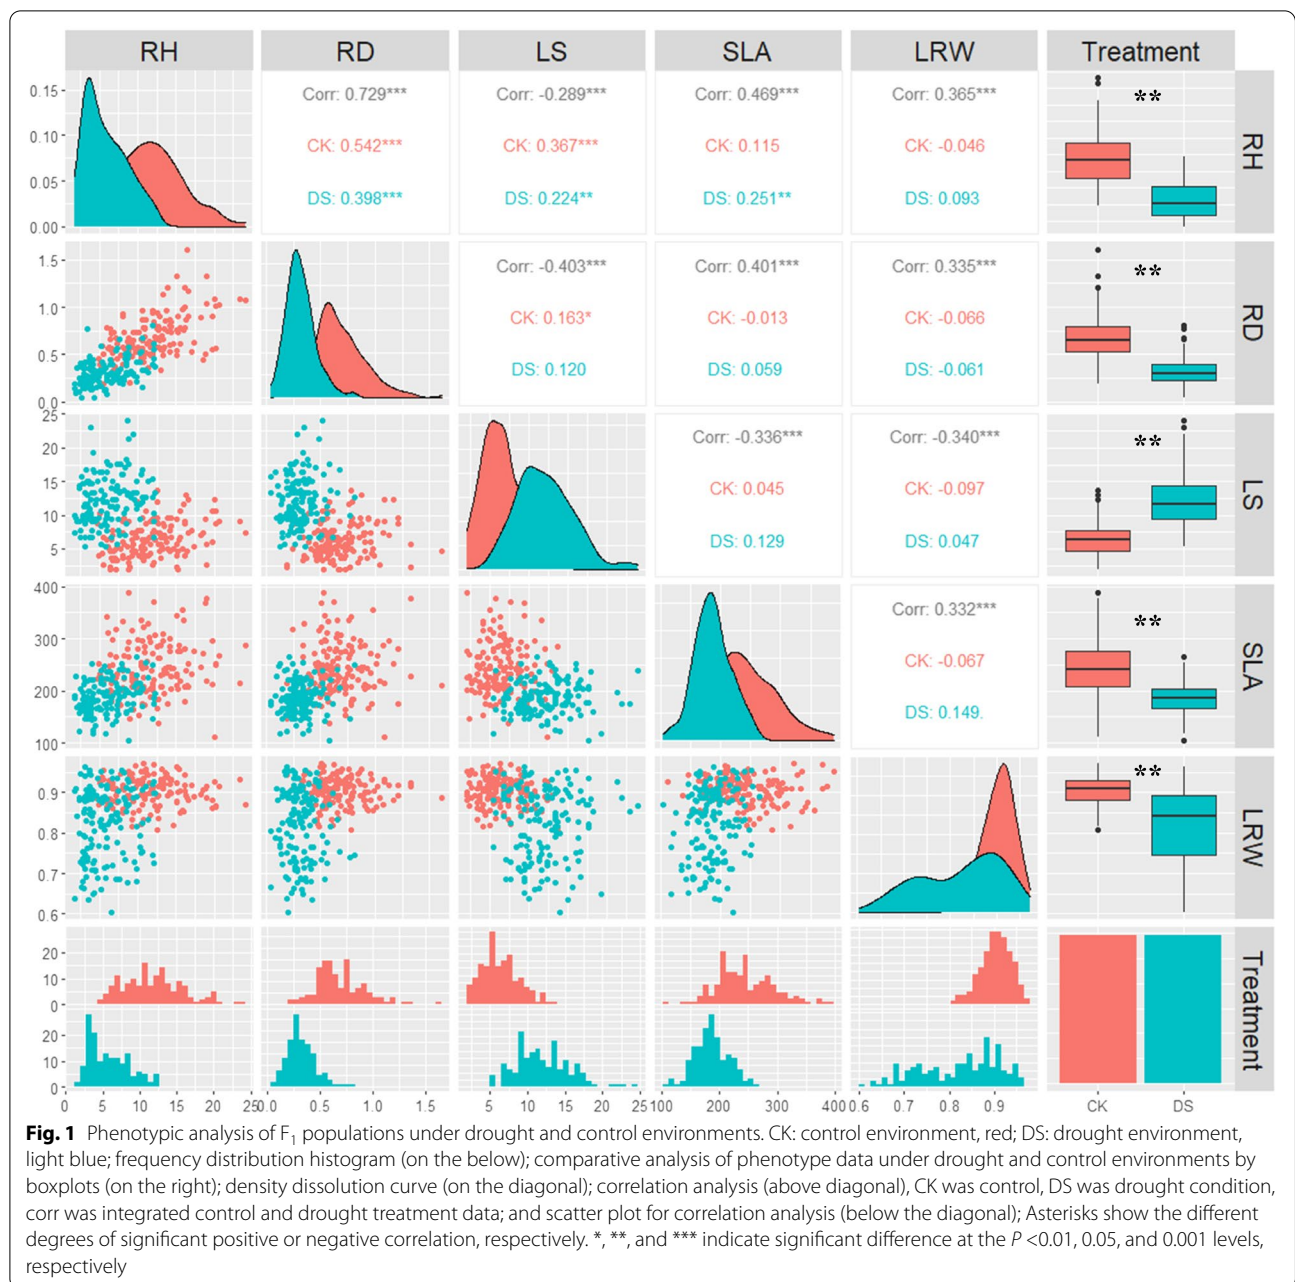 RH RD LS SLA LRW Treatment
0.15
0.10
0.05
0.00
Corr: 0.729***
CK: 0.542***
DS: 0.398***
Corr: -0.289***
CK: 0.367***
DS: 0.224**
Corr: 0.469***
CK: 0.115
DS: 0.251**
Corr: 0.365***
CK: -0.046
DS: 0.093
**
RH
1.5
1.0
0.5
0.0
Corr: -0.403***
CK: 0.163*
DS: 0.120
Corr: 0.401***
CK: -0.013
DS: 0.059
Corr: 0.335***
CK: -0.066
DS: -0.061
**
RD
25
20
15
10
5
Corr: -0.336***
CK: 0.045
DS: 0.129
Corr: -0.340***
CK: -0.097
DS: 0.047
**
LS
400
300
200
100
Corr: 0.332***
CK: -0.067
DS: 0.149.
**
SLA
0.9
0.8
0.7
0.6
**
LRW
20
10
0
20
10
0
Treatment
0 5 10 15 20 25 0.0 0.5 1.0 1.5 5 10 15 20 25 100 200 300 400 0.6 0.7 0.8 0.9 CK DS
Fig. 1 Phenotypic analysis of F1 populations under drought and control environments. CK: control environment, red; DS: drought environment,
light blue; frequency distribution histogram (on the below); comparative analysis of phenotype data under drought and control environments by
boxplots (on the right); density dissolution curve (on the diagonal); correlation analysis (above diagonal), CK was control, DS was drought condition,
corr was integrated control and drought treatment data; and scatter plot for correlation analysis (below the diagonal); Asterisks show the different
degrees of significant positive or negative correlation, respectively. *, **, and *** indicate significant difference at the P <0.01, 0.05, and 0.001 levels,
respectively